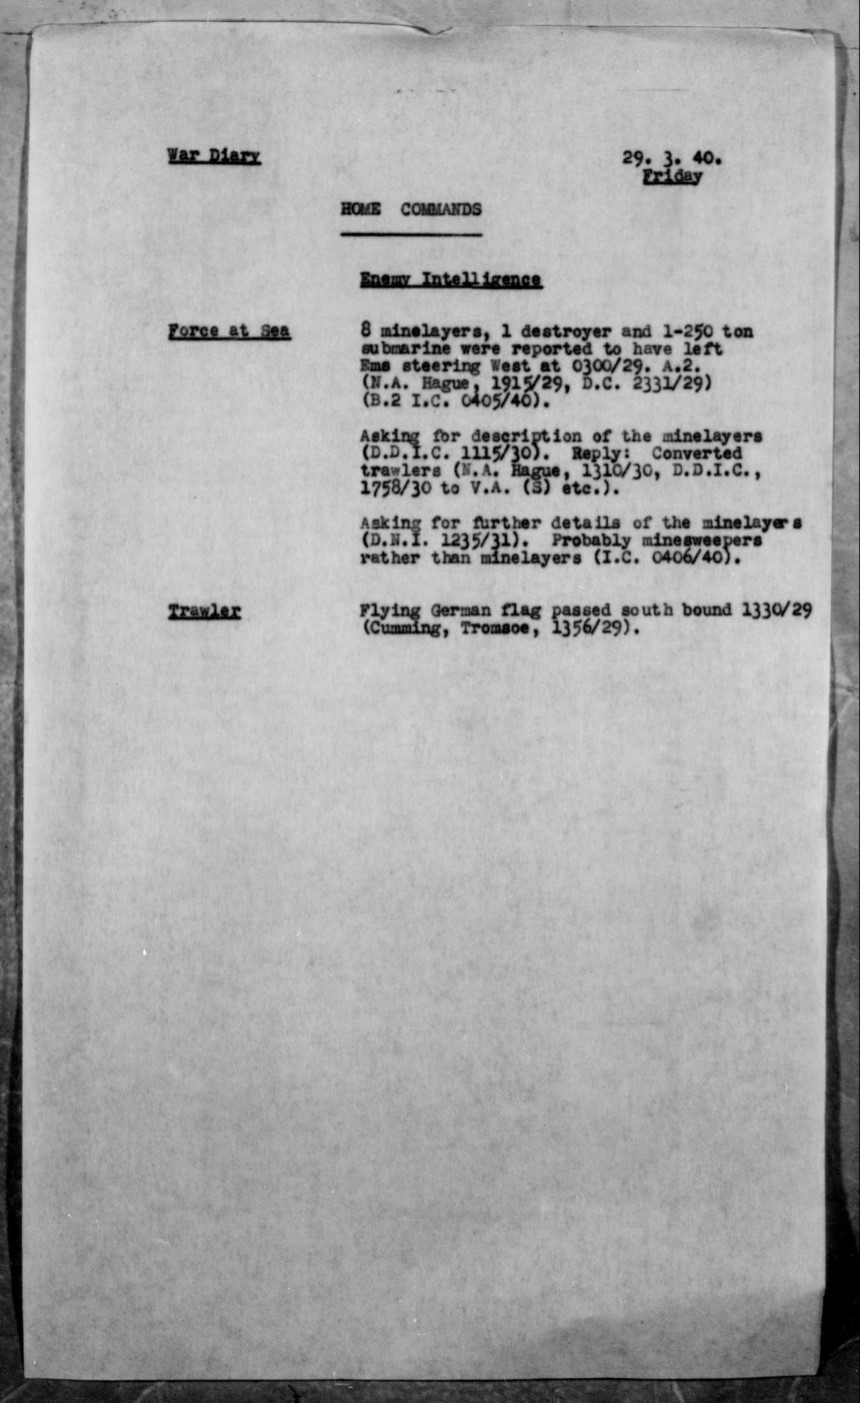 War Diary
29. 3. 40.
Friday
HOME COMMANDS
Enemy Intelligence
Force at Sea
8 minelayers, 1 destroyer and 1-250 ton
submarine were reported to have left
Ems steering West at 0300/29. A.2.
(N.A. Hague, 1915/29, D.C. 2331/29)
(B.2 I.C. 0405/40).
Asking for description of the minelayers
(D.D.I.C. 1115/30). Reply: Converted
trawlers (N.A. Hague, 1310/30, D.D.I.C.,
1758/30 to V.A. (S) etc.).
Asking for further details of the minelayers
(D.N.I. 1235/31). Probably minesweepers
rather than minelayers (I.C. 0406/40).
Trawler
Flying German flag passed south bound 1330/29
(Cumming, Tromsoe, 1356/29).